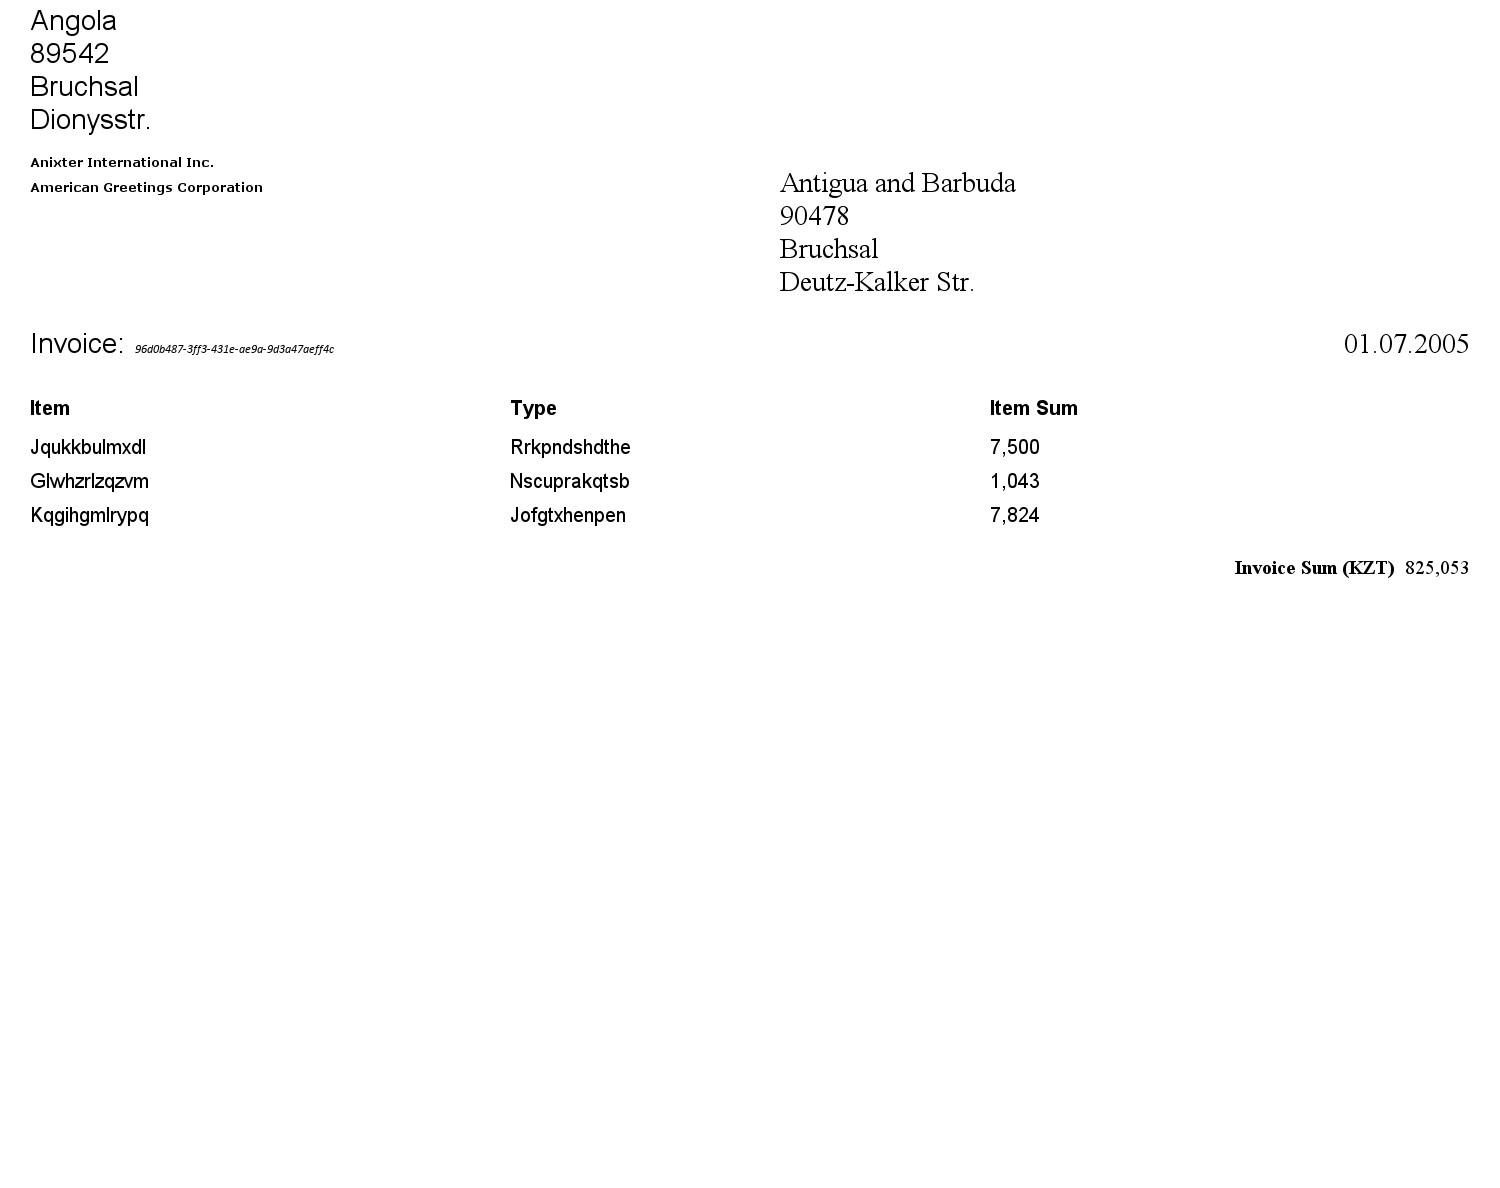 Angola
89542
Bruchsal
Dionysstr.
Anixter International Inc.
American Greetings Corporation
Antigua and Barbuda
90478
Bruchsal
Deutz-Kalker Str.
Invoice: 96d0b487-3ff3-431e-ae9a-9d3a47aeff4c 01.07.2005
Item Type Item Sum
Jqukkbulmxdl Rrkpndshdthe 7,500
Glwhzrlzqzvm Nscuprakqtsb 1,043
Kqgihgmlrypq Jofgtxhenpen 7,824
Invoice Sum (KZT) 825,053